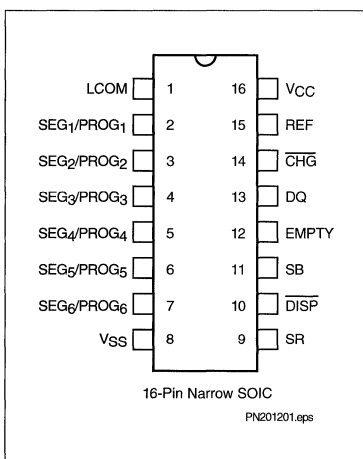 LCOM 1 16 VCC
SEG1/PROG1 2 15 REF
SEG2/PROG2 3 14 C̅H̅G̅
SEG3/PROG3 4 13 DQ
SEG4/PROG4 5 12 EMPTY
SEG5/PROG5 6 11 SB
SEG6/PROG6 7 10 D̅I̅S̅P̅
VSS 8 9 SR
16-Pin Narrow SOIC
PN201201.eps